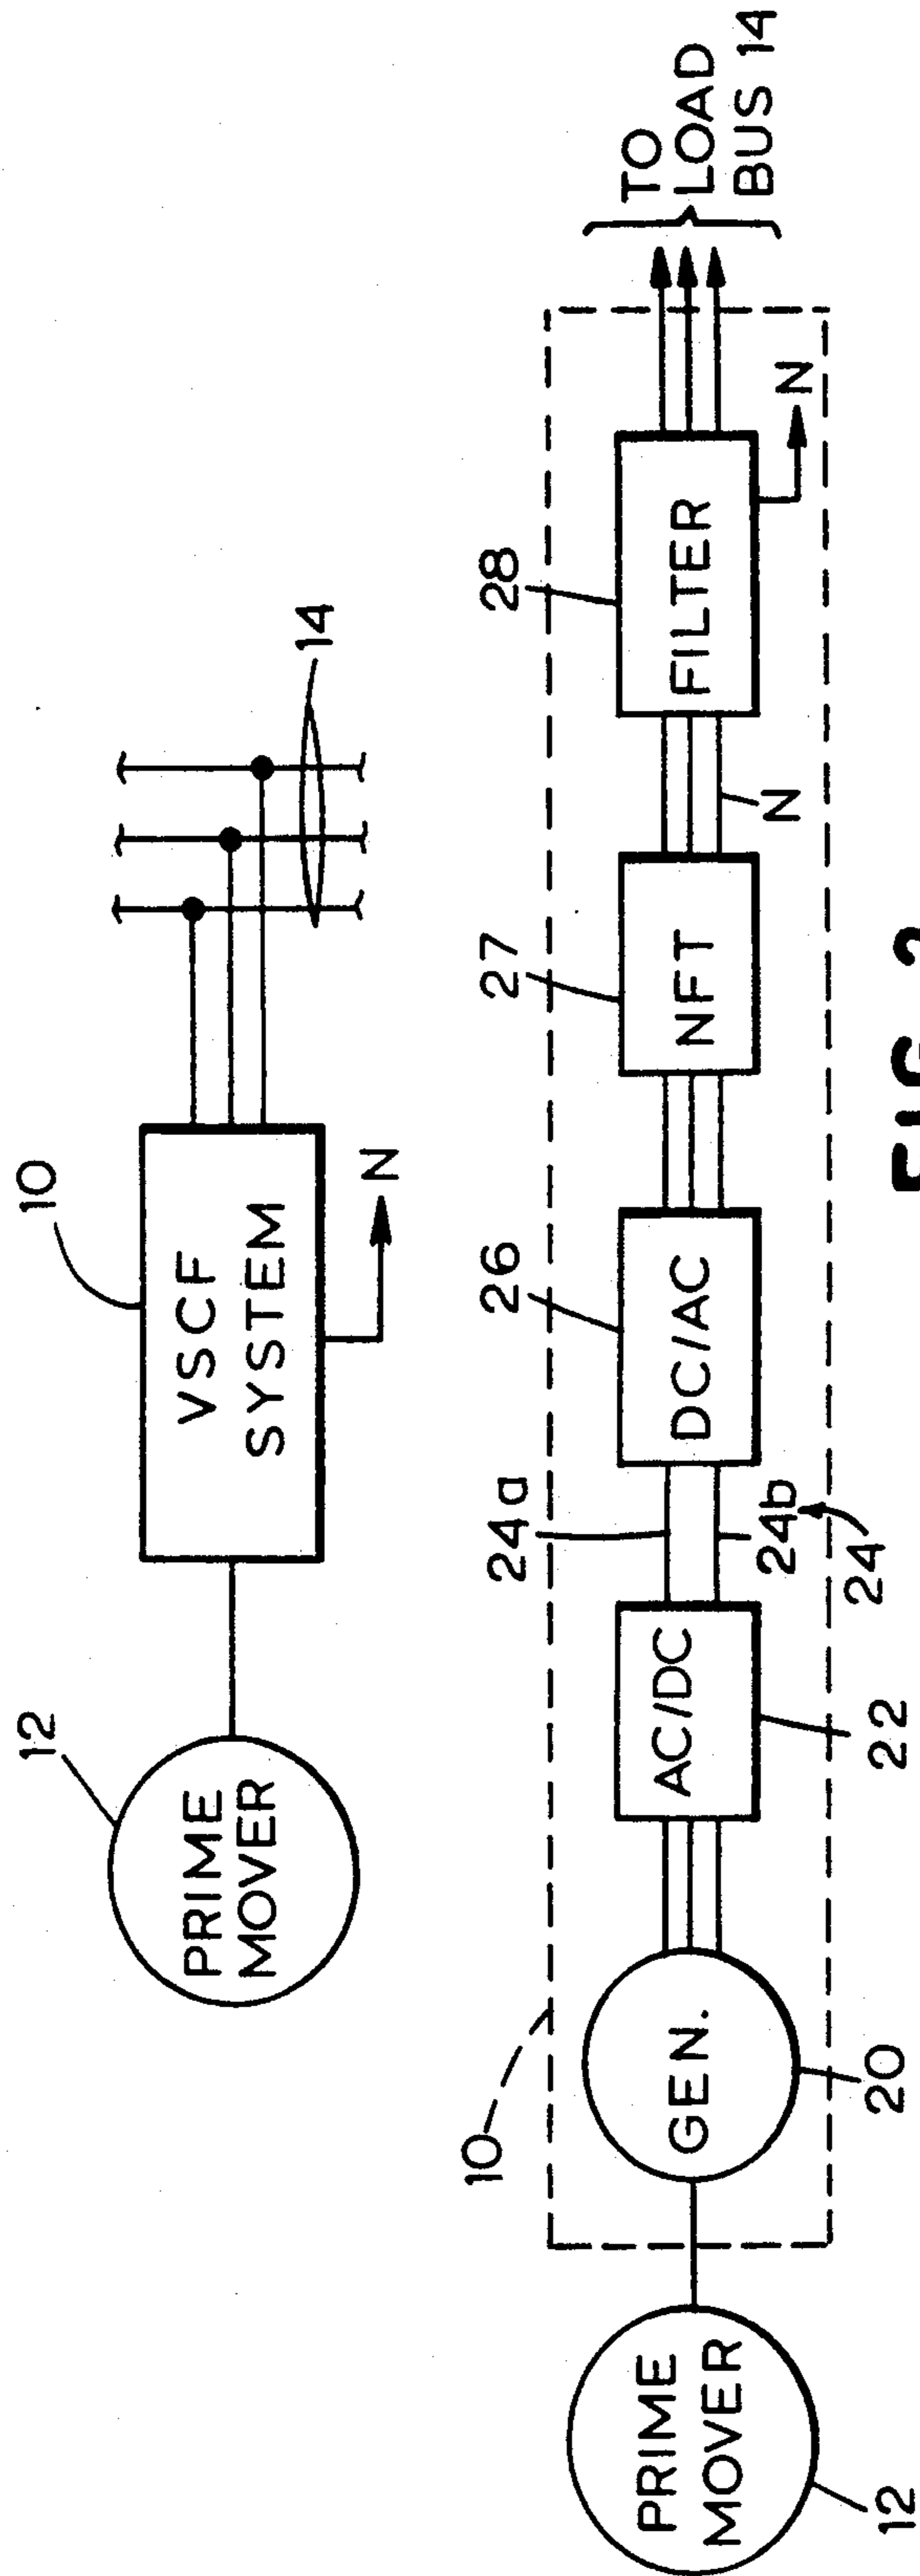 12
PRIME
MOVER
10
VSCF
SYSTEM
N
14
10
12
PRIME
MOVER
GEN.
20
AC/DC
22
24a
24b
24
26
DC/AC
27
NFT
N
28
FILTER
N
TO
LOAD
BUS 14